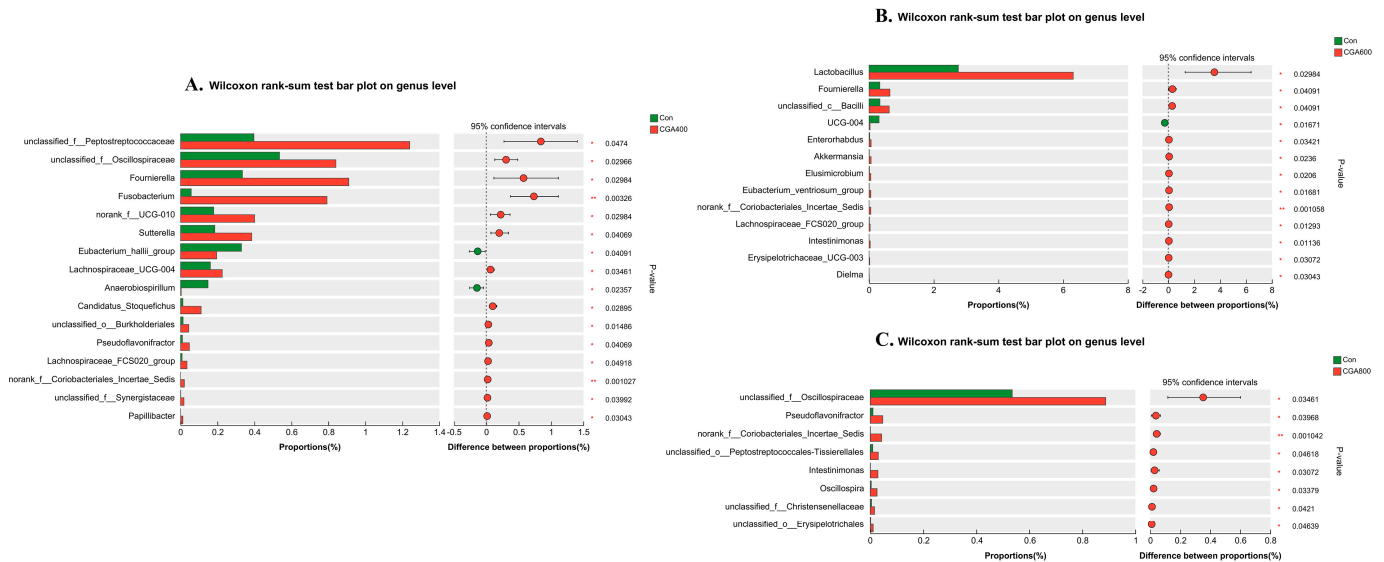 A. Wilcoxon rank-sum test bar plot on genus level
Con
CGA400
95% confidence intervals
unclassified_f__Peptostreptococcaceae * 0.0474
unclassified_f__Oscillospiraceae * 0.02966
Fournierella * 0.02984
Fusobacterium ** 0.00326
norank_f__UCG-010 * 0.02984
Sutterella * 0.04069
Eubacterium_hallii_group * 0.04091
Lachnospiraceae_UCG-004 * 0.03461
Anaerobiospirillum * 0.02357
Candidatus_Stoquefichus * 0.02895
unclassified_o__Burkholderiales * 0.01486
Pseudoflavonifractor * 0.04069
Lachnospiraceae_FCS020_group * 0.04918
norank_f__Coriobacteriales_Incertae_Sedis ** 0.001027
unclassified_f__Synergistaceae * 0.03992
Papillibacter * 0.03043
P-value
0 0.2 0.4 0.6 0.8 1 1.2 1.4 -0.5 0 0.5 1 1.5
Proportions(%) Difference between proportions(%)
B. Wilcoxon rank-sum test bar plot on genus level
Con
CGA600
95% confidence intervals
Lactobacillus * 0.02984
Fournierella * 0.04091
unclassified_c__Bacilli * 0.04091
UCG-004 * 0.01671
Enterorhabdus * 0.03421
Akkermansia * 0.0236
Elusimicrobium * 0.0206
Eubacterium_ventriosum_group * 0.01681
norank_f__Coriobacteriales_Incertae_Sedis ** 0.001058
Lachnospiraceae_FCS020_group * 0.01293
Intestinimonas * 0.01136
Erysipelotrichaceae_UCG-003 * 0.03072
Dielma * 0.03043
P-value
0 2 4 6 8 -2 0 2 4 6 8
Proportions(%) Difference between proportions(%)
C. Wilcoxon rank-sum test bar plot on genus level
Con
CGA800
95% confidence intervals
unclassified_f__Oscillospiraceae * 0.03461
Pseudoflavonifractor * 0.03968
norank_f__Coriobacteriales_Incertae_Sedis ** 0.001042
unclassified_o__Peptostreptococcales-Tissierellales * 0.04618
Intestinimonas * 0.03072
Oscillospira * 0.03379
unclassified_f__Christensenellaceae * 0.0421
unclassified_o__Erysipelotrichales * 0.04639
P-value
0 0.2 0.4 0.6 0.8 1 0 0.2 0.4 0.6 0.8
Proportions(%) Difference between proportions(%)